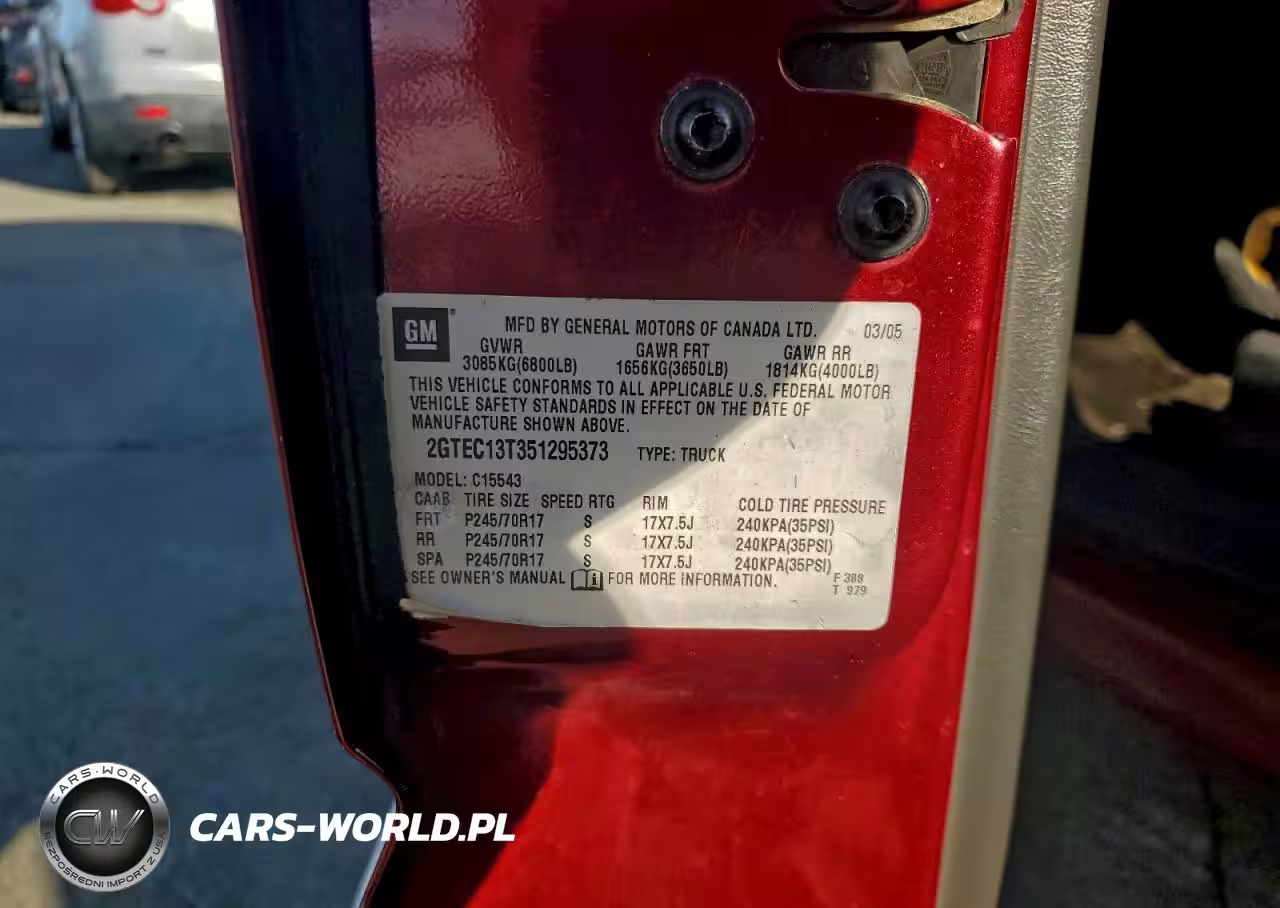 GM
MFD BY GENERAL MOTORS OF CANADA LTD. 03/05
GVWR GAWR FRT GAWR RR
3085KG(6800LB) 1656KG(3650LB) 1814KG(4000LB)
THIS VEHICLE CONFORMS TO ALL APPLICABLE U.S. FEDERAL MOTOR
VEHICLE SAFETY STANDARDS IN EFFECT ON THE DATE OF
MANUFACTURE SHOWN ABOVE.
2GTEC13T351295373 TYPE: TRUCK
MODEL: C15543
CAAB TIRE SIZE SPEED RTG RIM COLD TIRE PRESSURE
FRT P245/70R17 S 17X7.5J 240KPA(35PSI)
RR P245/70R17 S 17X7.5J 240KPA(35PSI)
SPA P245/70R17 S 17X7.5J 240KPA(35PSI)
SEE OWNER'S MANUAL FOR MORE INFORMATION.
F 388
T 979
CARS-WORLD
CW
BEZPOŚREDNI IMPORT Z USA
CARS-WORLD.PL